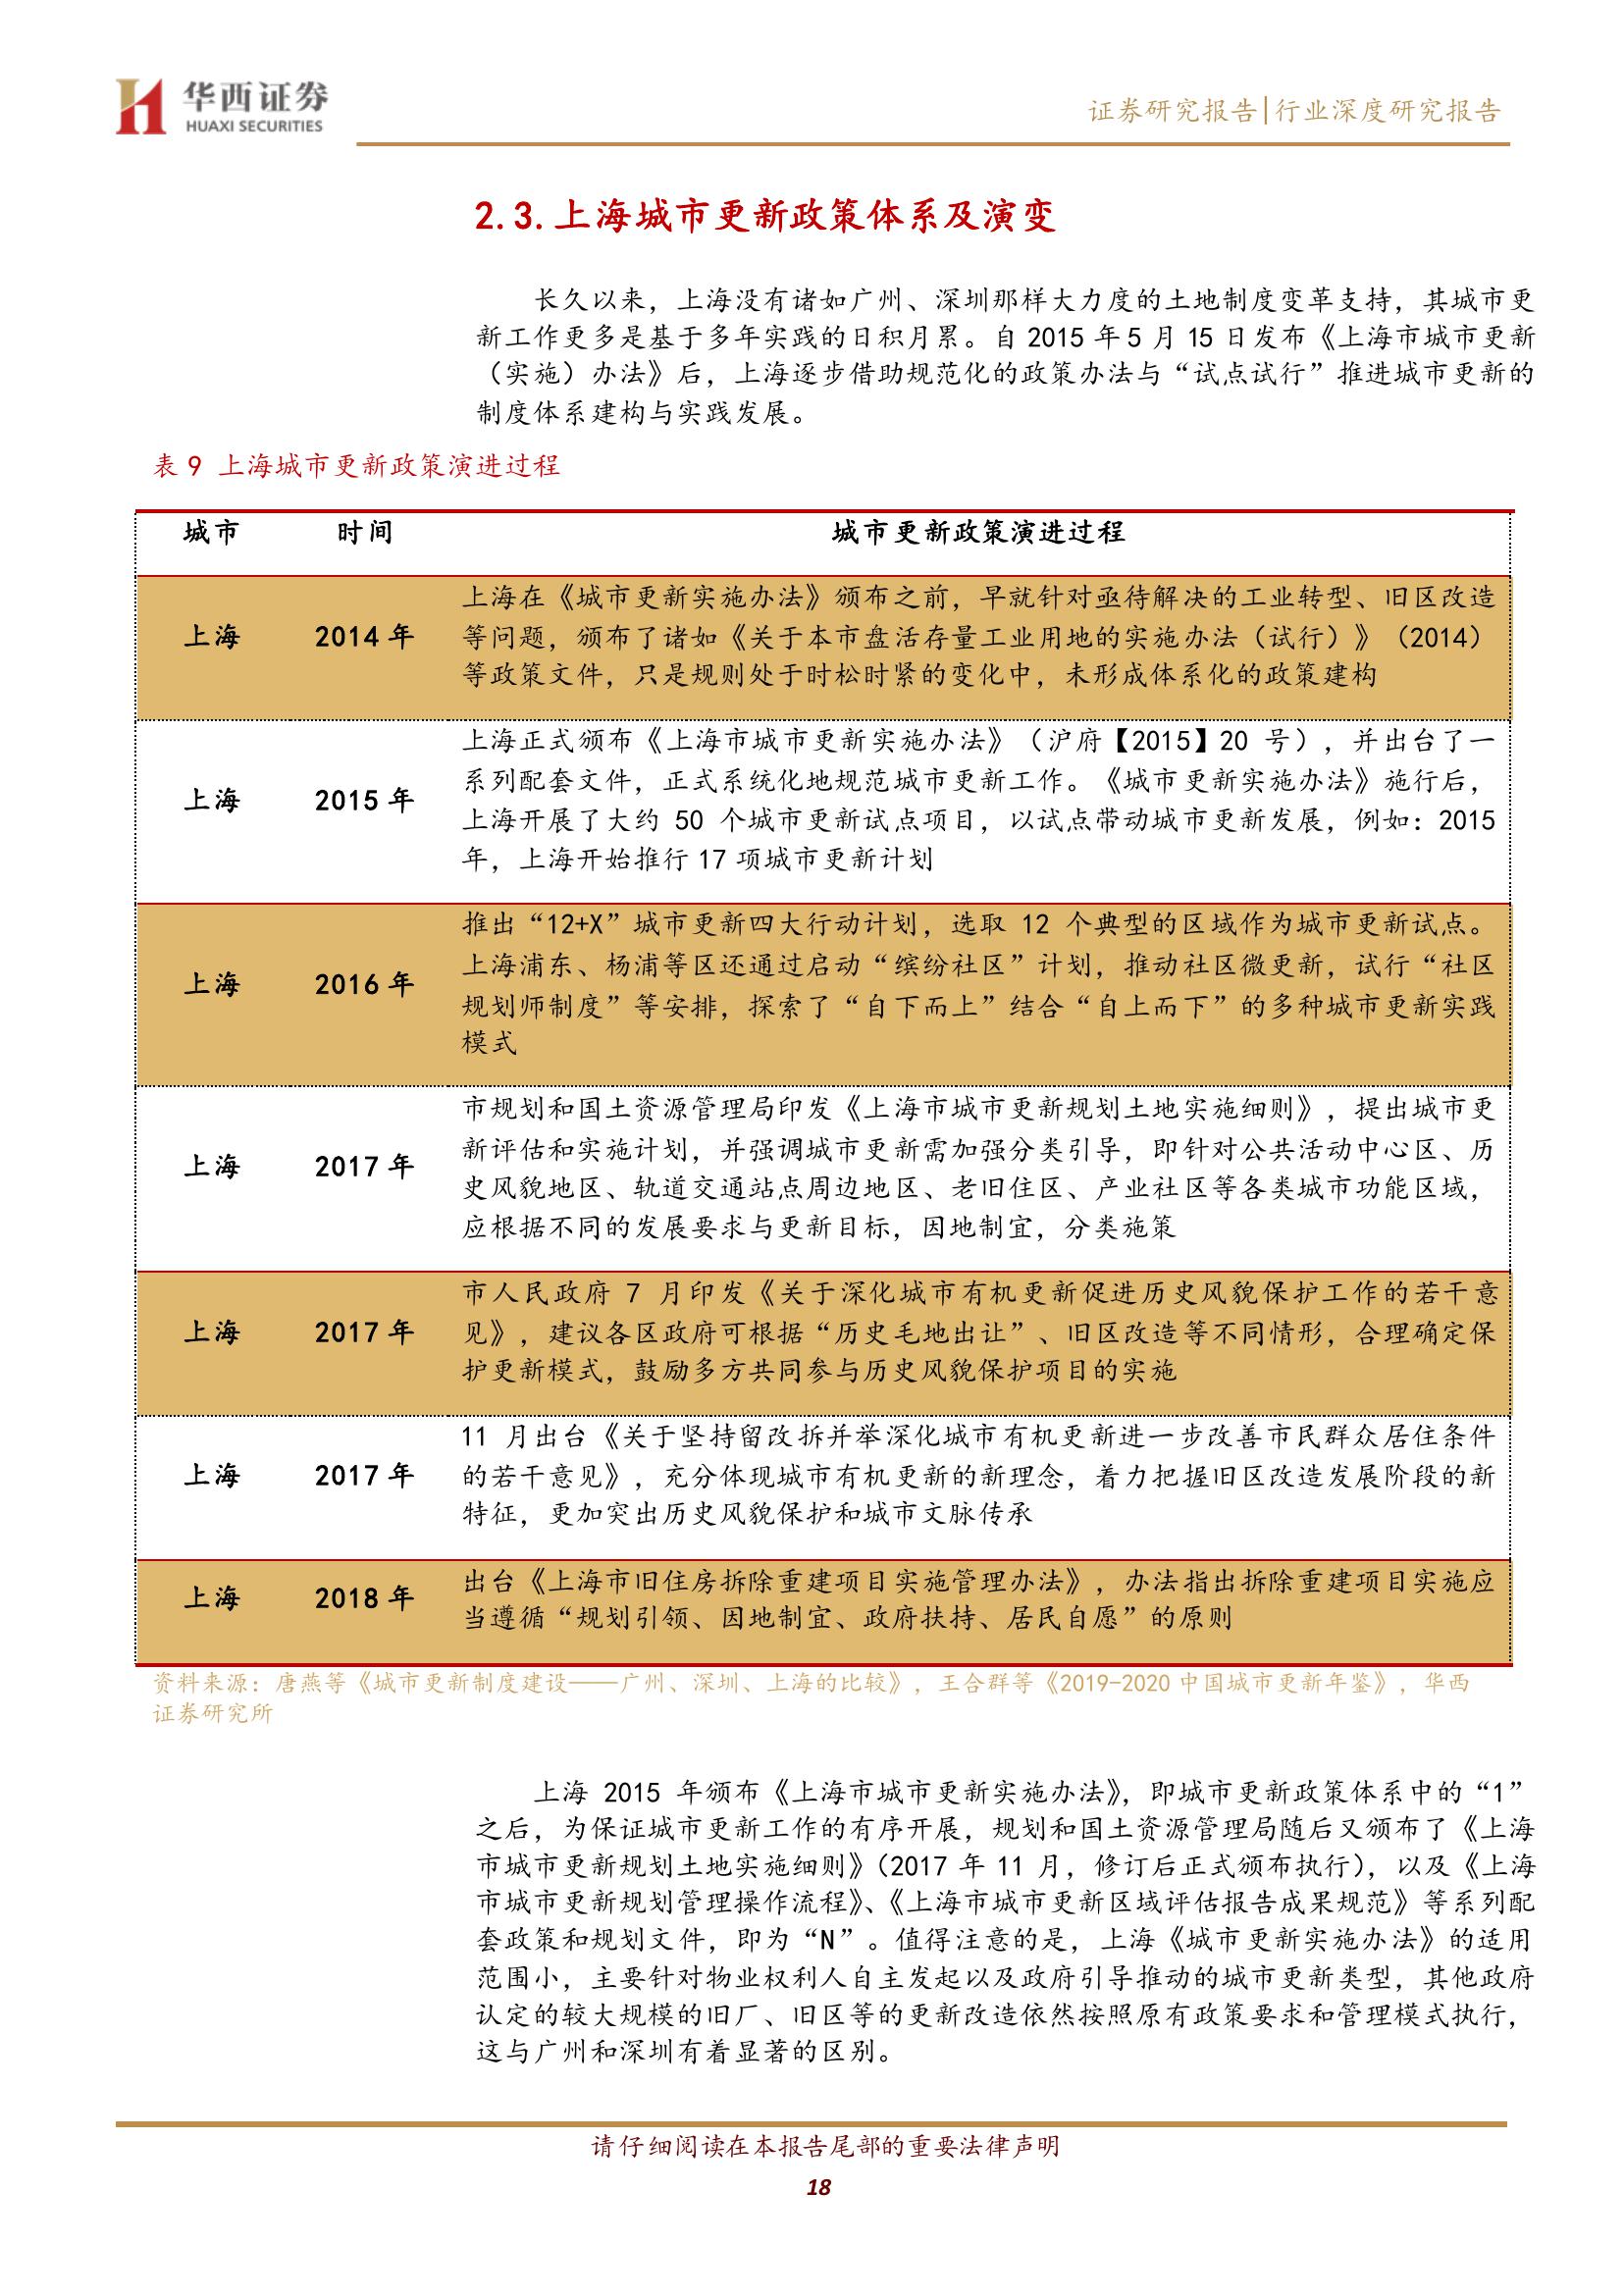 华西证券
HUAXI SECURITIES
证券研究报告|行业深度研究报告
2.3.上海城市更新政策体系及演变
长久以来，上海没有诸如广州、深圳那样大力度的土地制度变革支持，其城市更
新工作更多是基于多年实践的日积月累。自 2015 年 5 月 15 日发布《上海市城市更新
（实施）办法》后，上海逐步借助规范化的政策办法与“试点试行”推进城市更新的
制度体系建构与实践发展。
表 9 上海城市更新政策演进过程
城市 时间 城市更新政策演进过程
上海在《城市更新实施办法》颁布之前，早就针对亟待解决的工业转型、旧区改造
上海 2014 年 等问题，颁布了诸如《关于本市盘活存量工业用地的实施办法（试行）》（2014）
等政策文件，只是规则处于时松时紧的变化中，未形成体系化的政策建构
上海正式颁布《上海市城市更新实施办法》（沪府【2015】20 号），并出台了一
系列配套文件，正式系统化地规范城市更新工作。《城市更新实施办法》施行后，
上海 2015 年
上海开展了大约 50 个城市更新试点项目，以试点带动城市更新发展，例如：2015
年，上海开始推行 17 项城市更新计划
推出“12+X”城市更新四大行动计划，选取 12 个典型的区域作为城市更新试点。
上海浦东、杨浦等区还通过启动“缤纷社区”计划，推动社区微更新，试行“社区
上海 2016 年
规划师制度”等安排，探索了“自下而上”结合“自上而下”的多种城市更新实践
模式
市规划和国土资源管理局印发《上海市城市更新规划土地实施细则》，提出城市更
新评估和实施计划，并强调城市更新需加强分类引导，即针对公共活动中心区、历
上海 2017 年
史风貌地区、轨道交通站点周边地区、老旧住区、产业社区等各类城市功能区域，
应根据不同的发展要求与更新目标，因地制宜，分类施策
市人民政府 7 月印发《关于深化城市有机更新促进历史风貌保护工作的若干意
上海 2017 年 见》，建议各区政府可根据“历史毛地出让”、旧区改造等不同情形，合理确定保
护更新模式，鼓励多方共同参与历史风貌保护项目的实施
11 月出台《关于坚持留改拆并举深化城市有机更新进一步改善市民群众居住条件
上海 2017 年 的若干意见》，充分体现城市有机更新的新理念，着力把握旧区改造发展阶段的新
特征，更加突出历史风貌保护和城市文脉传承
出台《上海市旧住房拆除重建项目实施管理办法》，办法指出拆除重建项目实施应
上海 2018 年
当遵循“规划引领、因地制宜、政府扶持、居民自愿”的原则
资料来源：唐燕等《城市更新制度建设——广州、深圳、上海的比较》，王合群等《2019-2020 中国城市更新年鉴》，华西
证券研究所
上海 2015 年颁布《上海市城市更新实施办法》，即城市更新政策体系中的“1”
之后，为保证城市更新工作的有序开展，规划和国土资源管理局随后又颁布了《上海
市城市更新规划土地实施细则》（2017 年 11 月，修订后正式颁布执行），以及《上海
市城市更新规划管理操作流程》、《上海市城市更新区域评估报告成果规范》等系列配
套政策和规划文件，即为“N”。值得注意的是，上海《城市更新实施办法》的适用
范围小，主要针对物业权利人自主发起以及政府引导推动的城市更新类型，其他政府
认定的较大规模的旧厂、旧区等的更新改造依然按照原有政策要求和管理模式执行，
这与广州和深圳有着显著的区别。
请仔细阅读在本报告尾部的重要法律声明
18